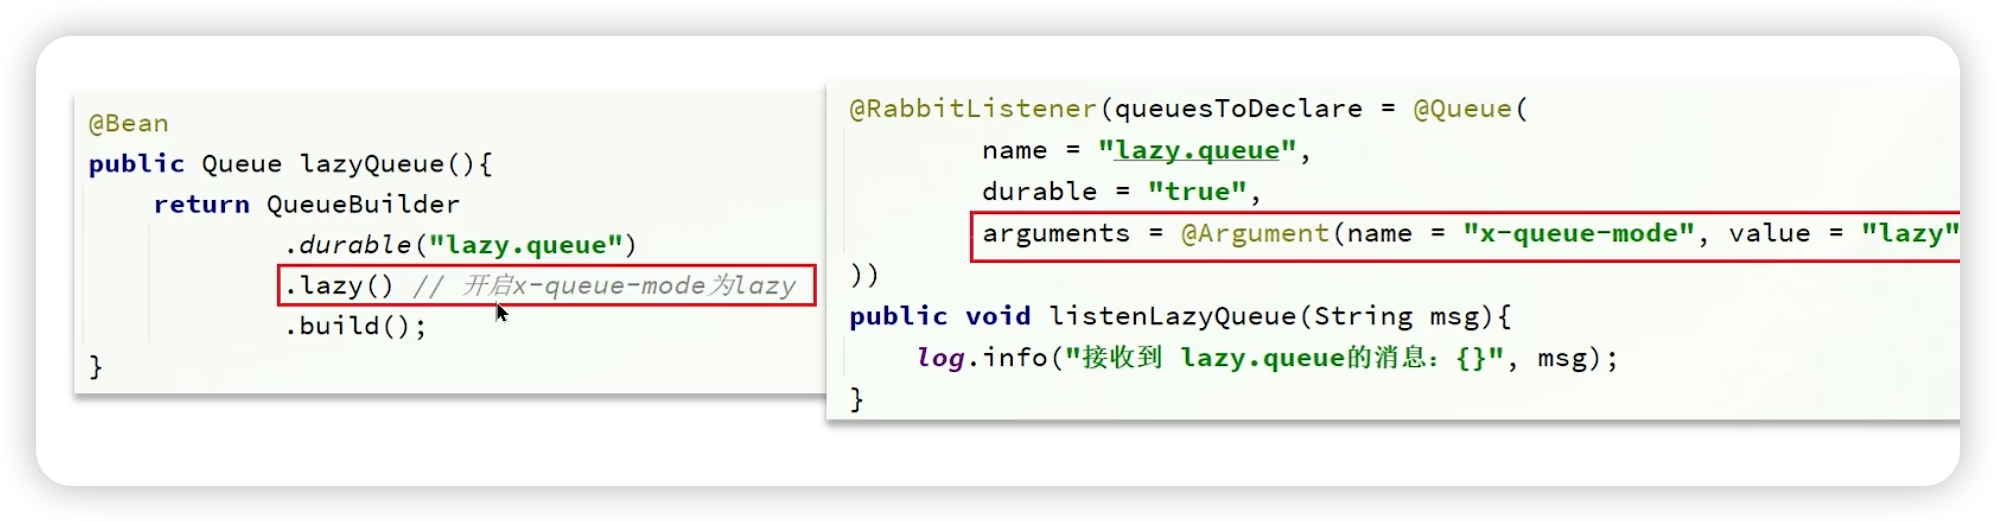 @Bean
public Queue lazyQueue(){
return QueueBuilder
.durable("lazy.queue")
.lazy() // 开启x-queue-mode为lazy
.build();
}
@RabbitListener(queuesToDeclare = @Queue(
name = "lazy.queue",
durable = "true",
arguments = @Argument(name = "x-queue-mode", value = "lazy"
))
public void listenLazyQueue(String msg){
log.info("接收到 lazy.queue的消息: {}", msg);
}